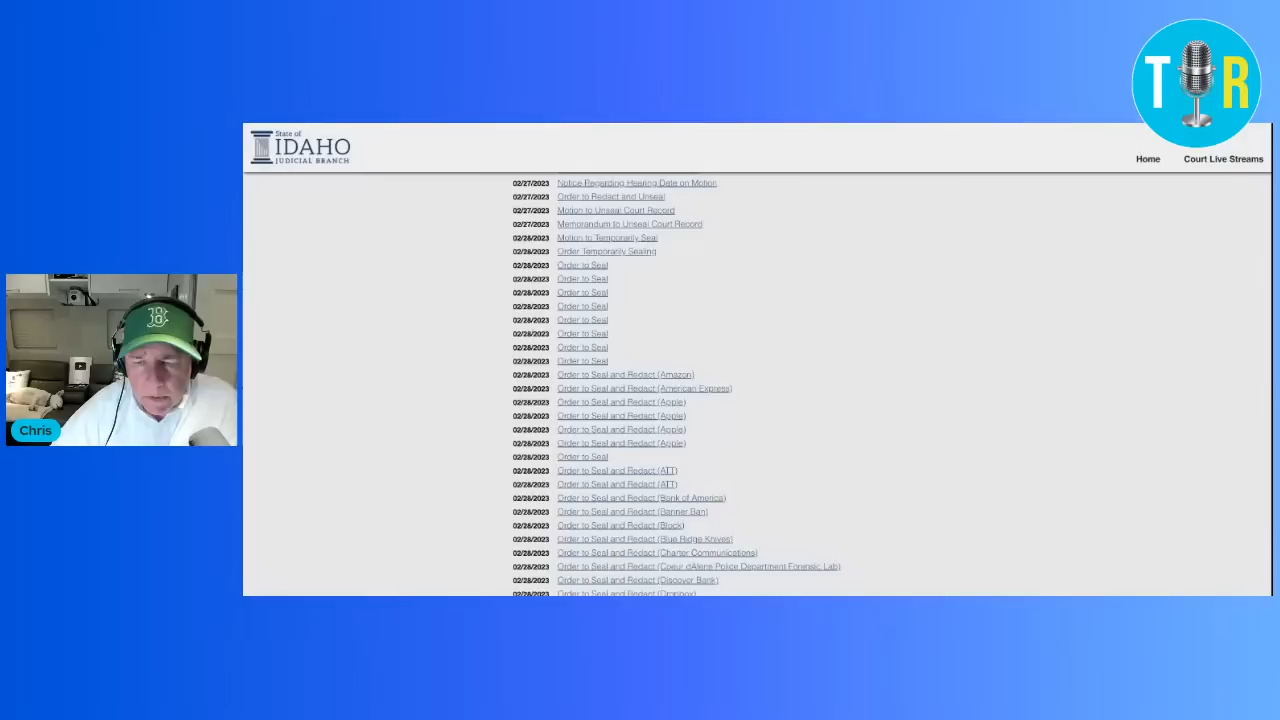 T R
State of
IDAHO
JUDICIAL BRANCH
Home Court Live Streams
02/27/2023 Notice Regarding Hearing Date on Motion
02/27/2023 Order to Redact and Unseal
02/27/2023 Motion to Unseal Court Record
02/27/2023 Memorandum to Unseal Court Record
02/28/2023 Motion to Temporarily Seal
02/28/2023 Order Temporarily Sealing
02/28/2023 Order to Seal
02/28/2023 Order to Seal
02/28/2023 Order to Seal
02/28/2023 Order to Seal
02/28/2023 Order to Seal
02/28/2023 Order to Seal
02/28/2023 Order to Seal
02/28/2023 Order to Seal
02/28/2023 Order to Seal and Redact (Amazon)
02/28/2023 Order to Seal and Redact (American Express)
02/28/2023 Order to Seal and Redact (Apple)
02/28/2023 Order to Seal and Redact (Apple)
02/28/2023 Order to Seal and Redact (Apple)
02/28/2023 Order to Seal and Redact (Apple)
02/28/2023 Order to Seal
02/28/2023 Order to Seal and Redact (ATT)
02/28/2023 Order to Seal and Redact (ATT)
02/28/2023 Order to Seal and Redact (Bank of America)
02/28/2023 Order to Seal and Redact (Banner Ban)
02/28/2023 Order to Seal and Redact (Block)
02/28/2023 Order to Seal and Redact (Blue Ridge Knives)
02/28/2023 Order to Seal and Redact (Charter Communications)
02/28/2023 Order to Seal and Redact (Coeur dAlene Police Department Forensic Lab)
02/28/2023 Order to Seal and Redact (Discover Bank)
02/28/2023 Order to Seal and Redact (Dropbox)
B
Chris